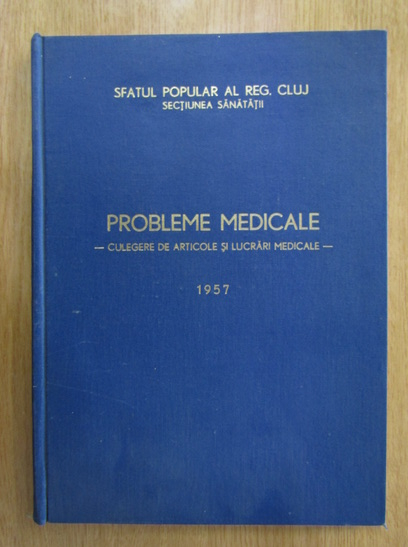 SFATUL POPULAR AL REG. CLUJ
SECȚIUNEA SĂNĂTĂȚII
PROBLEME MEDICALE
— CULEGERE DE ARTICOLE ȘI LUCRĂRI MEDICALE —
1957